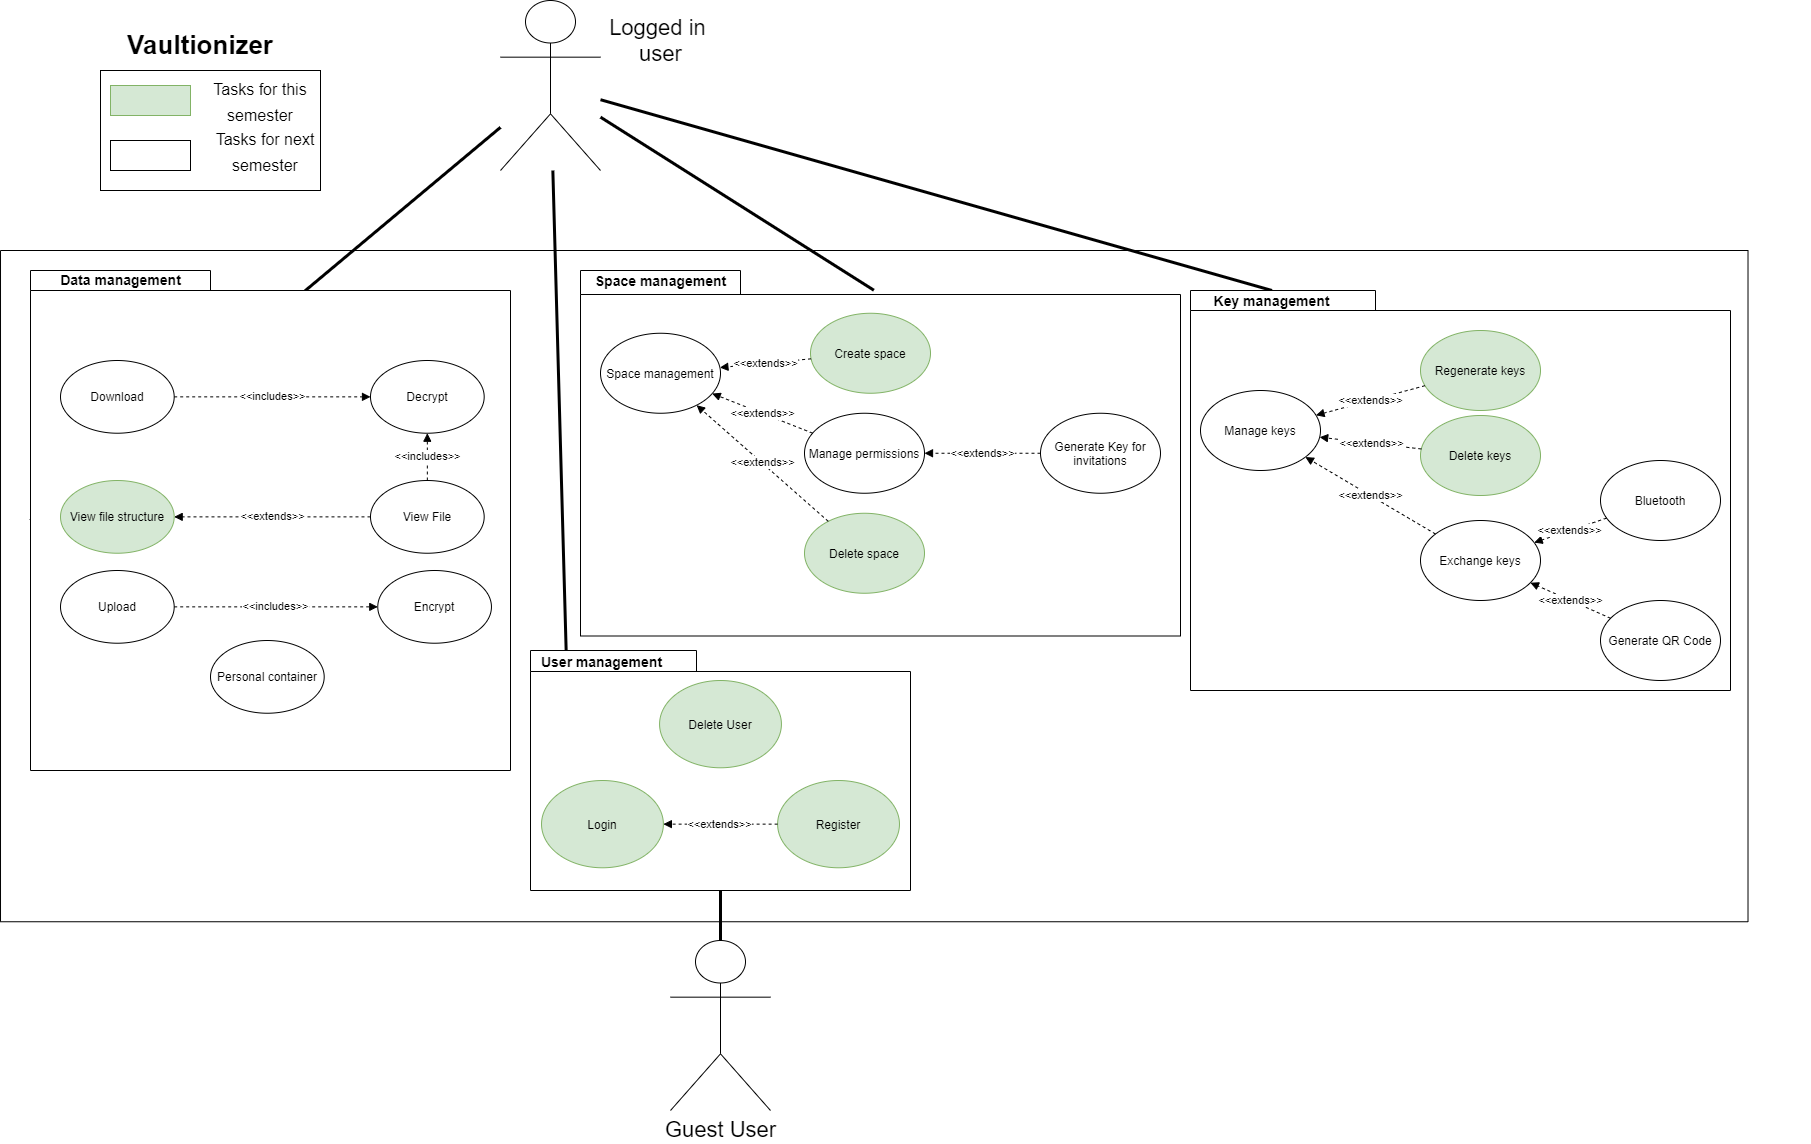 Logged in
user
Vaultionizer
Tasks for this
semester
Tasks for next
semester
Data management
Download
<<includes>>
Decrypt
<<includes>>
View file structure
<<extends>>
View File
Upload
<<includes>>
Encrypt
Personal container
Space management
Space management
<<extends>>
Create space
<<extends>>
Manage permissions
<<extends>>
Generate Key for
invitations
<<extends>>
Delete space
Key management
Manage keys
<<extends>>
Regenerate keys
<<extends>>
Delete keys
<<extends>>
Exchange keys
<<extends>>
Bluetooth
<<extends>>
Generate QR Code
User management
Delete User
Login
<<extends>>
Register
Guest User